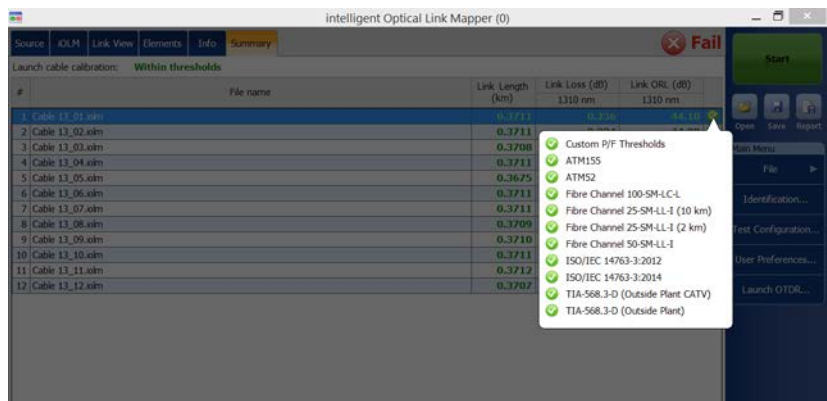 intelligent Optical Link Mapper (0)
Source iOLM Link View Elements Info Summary
Fail
Launch cable calibration: Within thresholds
# File name Link Length (km) Link Loss (dB) 1310 nm Link ORL (dB) 1310 nm
1 Cable 13_01.iolm 0.3711 0.236 44.10
2 Cable 13_02.iolm 0.3711
3 Cable 13_03.iolm 0.3708
4 Cable 13_04.iolm 0.3711
5 Cable 13_05.iolm 0.3675
6 Cable 13_06.iolm 0.3711
7 Cable 13_07.iolm 0.3711
8 Cable 13_08.iolm 0.3709
9 Cable 13_09.iolm 0.3710
10 Cable 13_10.iolm 0.3711
11 Cable 13_11.iolm 0.3712
12 Cable 13_12.iolm 0.3707
Custom P/F Thresholds
ATM155
ATM52
Fibre Channel 100-SM-LC-L
Fibre Channel 25-SM-LL-I (10 km)
Fibre Channel 25-SM-LL-I (2 km)
Fibre Channel 50-SM-LL-I
ISO/IEC 14763-3:2012
ISO/IEC 14763-3:2014
TIA-568.3-D (Outside Plant CATV)
TIA-568.3-D (Outside Plant)
Start
Open Save Report
Main Menu
File
Identification...
Test Configuration...
User Preferences...
Launch OTDR...